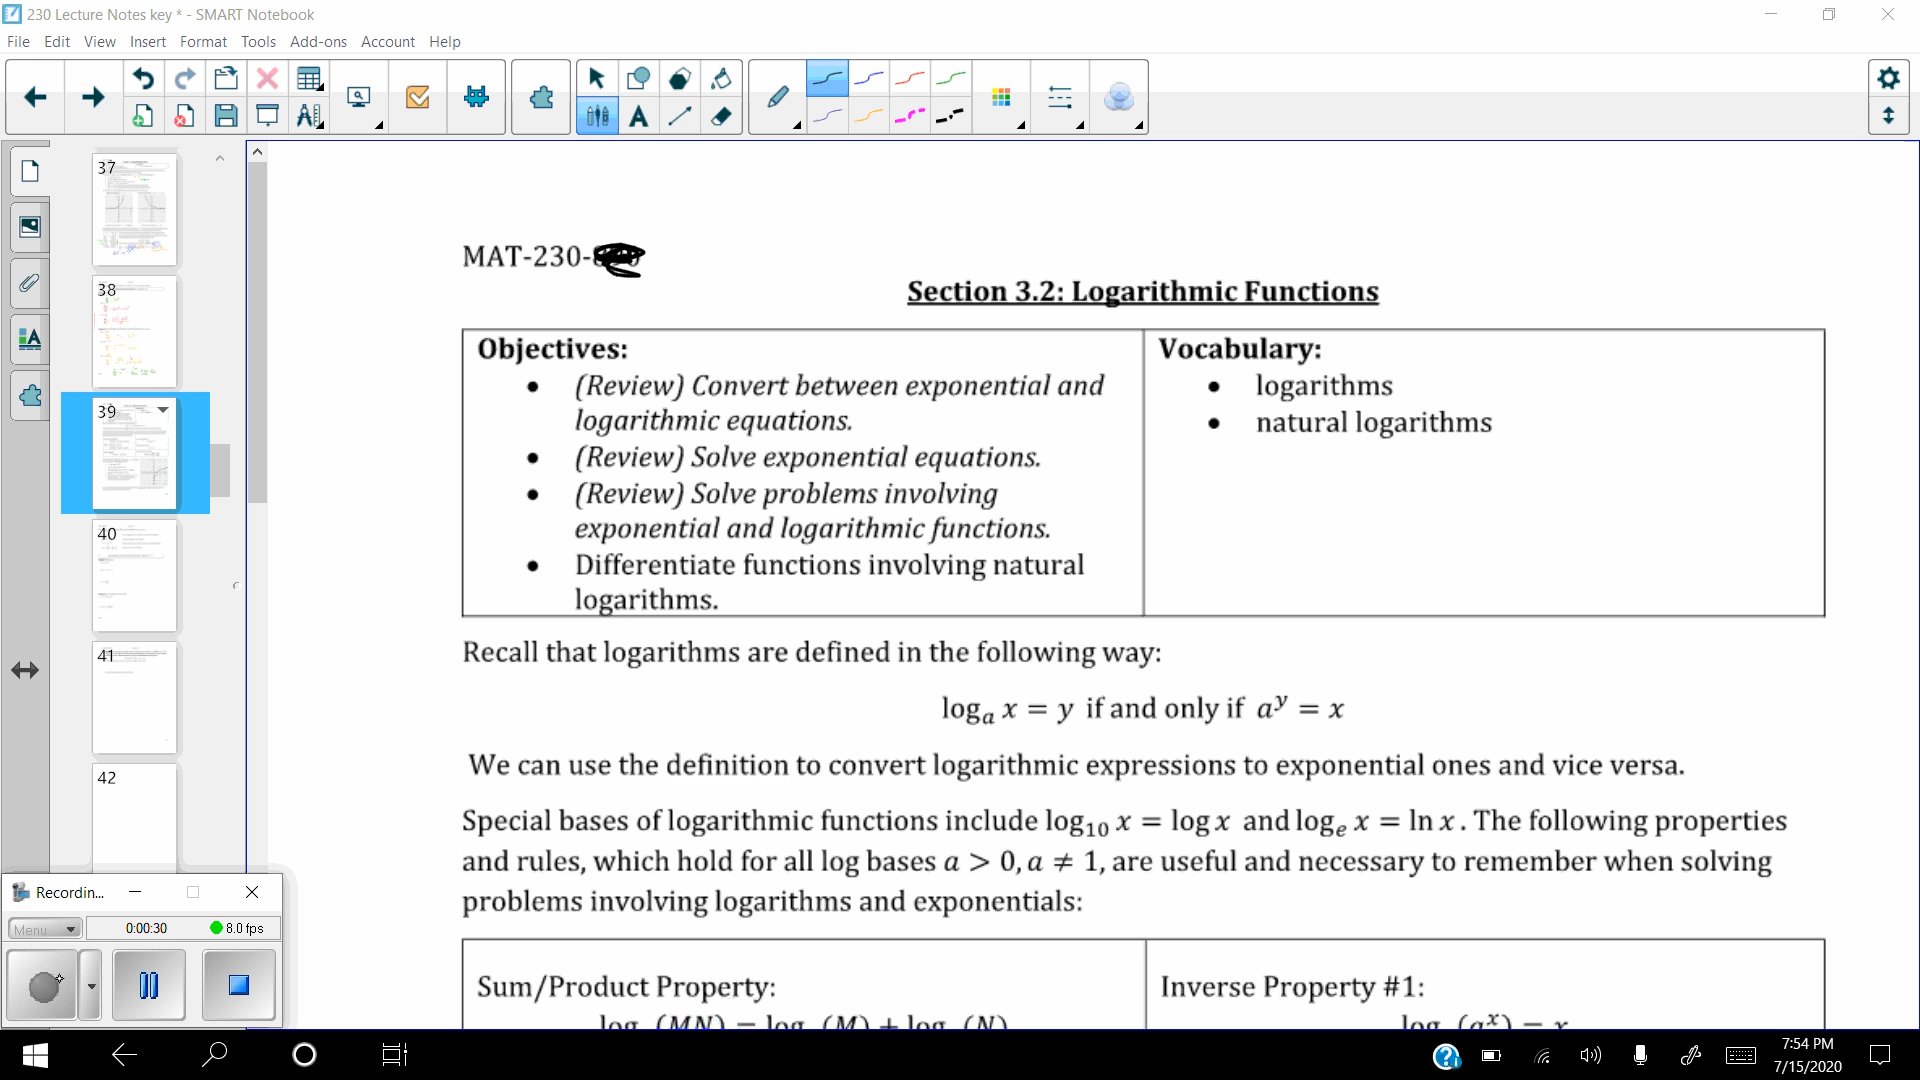 230 Lecture Notes key * - SMART Notebook
File Edit View Insert Format Tools Add-ons Account Help
37
38
39
40
41
42
MAT-230-
Section 3.2: Logarithmic Functions
Objectives:
• (Review) Convert between exponential and
logarithmic equations.
• (Review) Solve exponential equations.
• (Review) Solve problems involving
exponential and logarithmic functions.
• Differentiate functions involving natural
logarithms.
Vocabulary:
• logarithms
• natural logarithms
Recall that logarithms are defined in the following way:
logₐ x = y if and only if aʸ = x
We can use the definition to convert logarithmic expressions to exponential ones and vice versa.
Special bases of logarithmic functions include log₁₀ x = log x and logₑ x = ln x. The following properties
and rules, which hold for all log bases a > 0, a ≠ 1, are useful and necessary to remember when solving
problems involving logarithms and exponentials:
Sum/Product Property:
log (MN) = log (M) + log (N)
Inverse Property #1:
log (aˣ) = x
Recordin...
Menu
0:00:30
8.0 fps
7:54 PM
7/15/2020